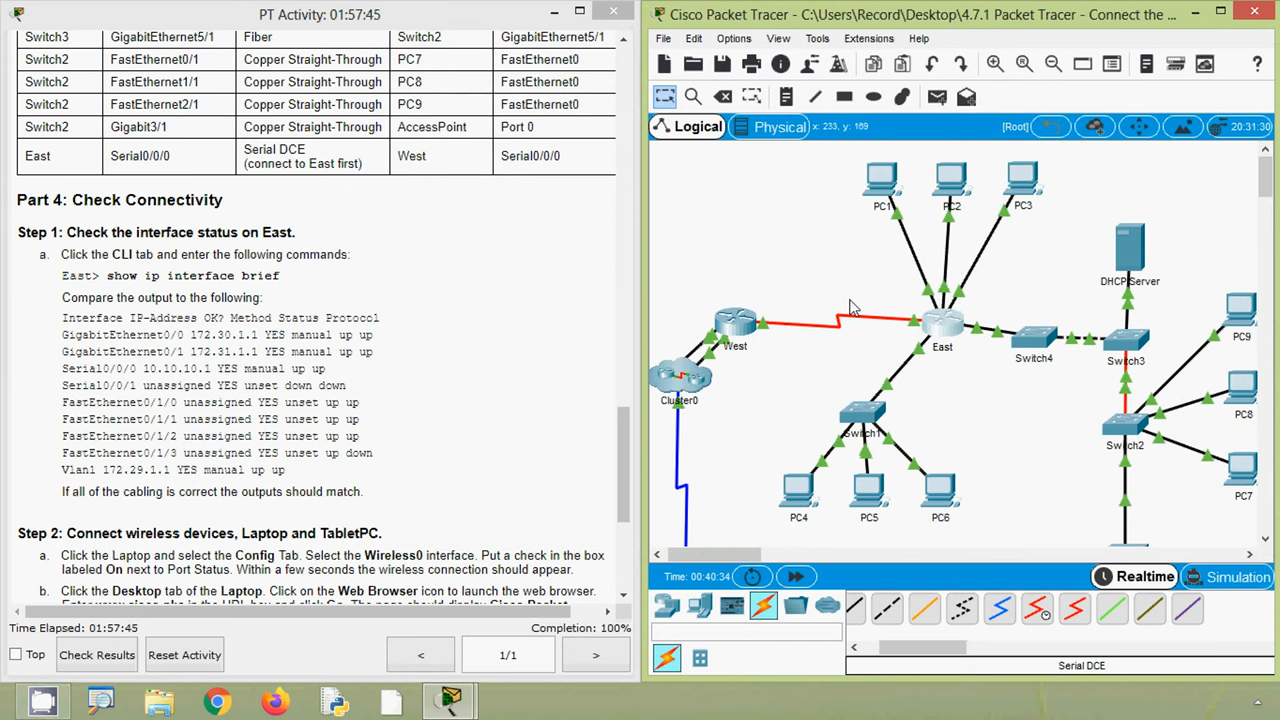 PT Activity: 01:57:45
Switch3 GigabitEthernet5/1 Fiber Switch2 GigabitEthernet5/1
Switch2 FastEthernet0/1 Copper Straight-Through PC7 FastEthernet0
Switch2 FastEthernet1/1 Copper Straight-Through PC8 FastEthernet0
Switch2 FastEthernet2/1 Copper Straight-Through PC9 FastEthernet0
Switch2 Gigabit3/1 Copper Straight-Through AccessPoint Port 0
East Serial0/0/0 Serial DCE (connect to East first) West Serial0/0/0
Part 4: Check Connectivity
Step 1: Check the interface status on East.
a. Click the CLI tab and enter the following commands:
East> show ip interface brief
Compare the output to the following:
Interface IP-Address OK? Method Status Protocol
GigabitEthernet0/0 172.30.1.1 YES manual up up
GigabitEthernet0/1 172.31.1.1 YES manual up up
Serial0/0/0 10.10.10.1 YES manual up up
Serial0/0/1 unassigned YES unset down down
FastEthernet0/1/0 unassigned YES unset up up
FastEthernet0/1/1 unassigned YES unset up up
FastEthernet0/1/2 unassigned YES unset up up
FastEthernet0/1/3 unassigned YES unset up down
Vlan1 172.29.1.1 YES manual up up
If all of the cabling is correct the outputs should match.
Step 2: Connect wireless devices, Laptop and TabletPC.
a. Click the Laptop and select the Config Tab. Select the Wireless0 interface. Put a check in the box
labeled On next to Port Status. Within a few seconds the wireless connection should appear.
b. Click the Desktop tab of the Laptop. Click on the Web Browser icon to launch the web browser.
Time Elapsed: 01:57:45 Completion: 100%
Top Check Results Reset Activity < 1/1 >
Cisco Packet Tracer - C:\Users\Record\Desktop\4.7.1 Packet Tracer - Connect the ...
File Edit Options View Tools Extensions Help
Logical Physical x: 233, y: 189 [Root] 20:31:30
PC1 PC2 PC3
DHCP Server
PC9
West East Switch4 Switch3
Cluster0
PC8
Switch1 Switch2
PC7
PC4 PC5 PC6
Time: 00:40:34 Realtime Simulation
Serial DCE